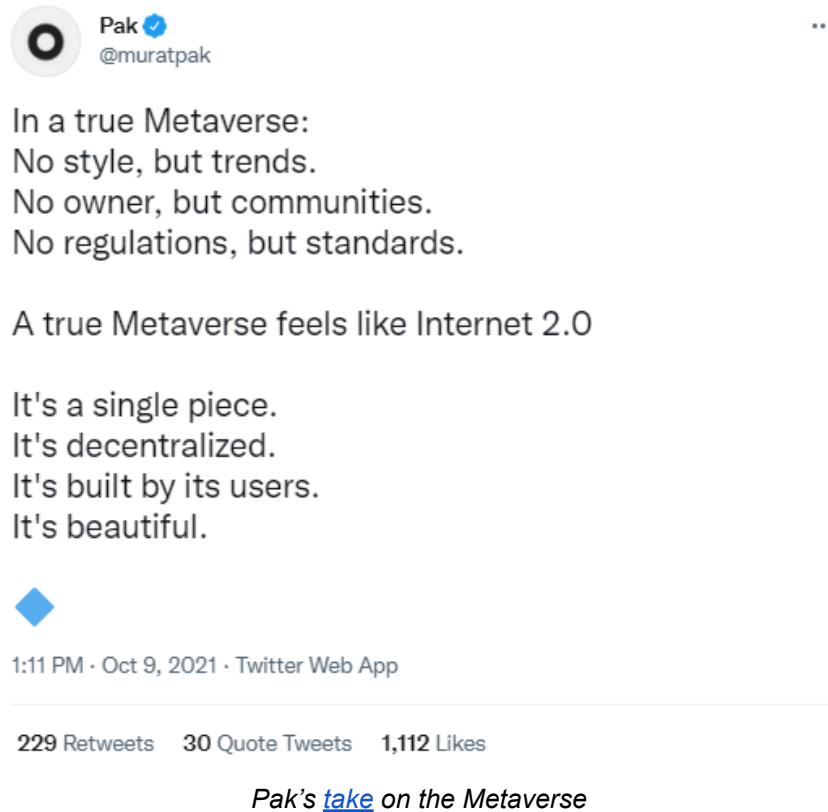 Pak
@muratpak
In a true Metaverse:
No style, but trends.
No owner, but communities.
No regulations, but standards.
A true Metaverse feels like Internet 2.0
It's a single piece.
It's decentralized.
It's built by its users.
It's beautiful.
1:11 PM · Oct 9, 2021 · Twitter Web App
229 Retweets 30 Quote Tweets 1,112 Likes
Pak’s take on the Metaverse